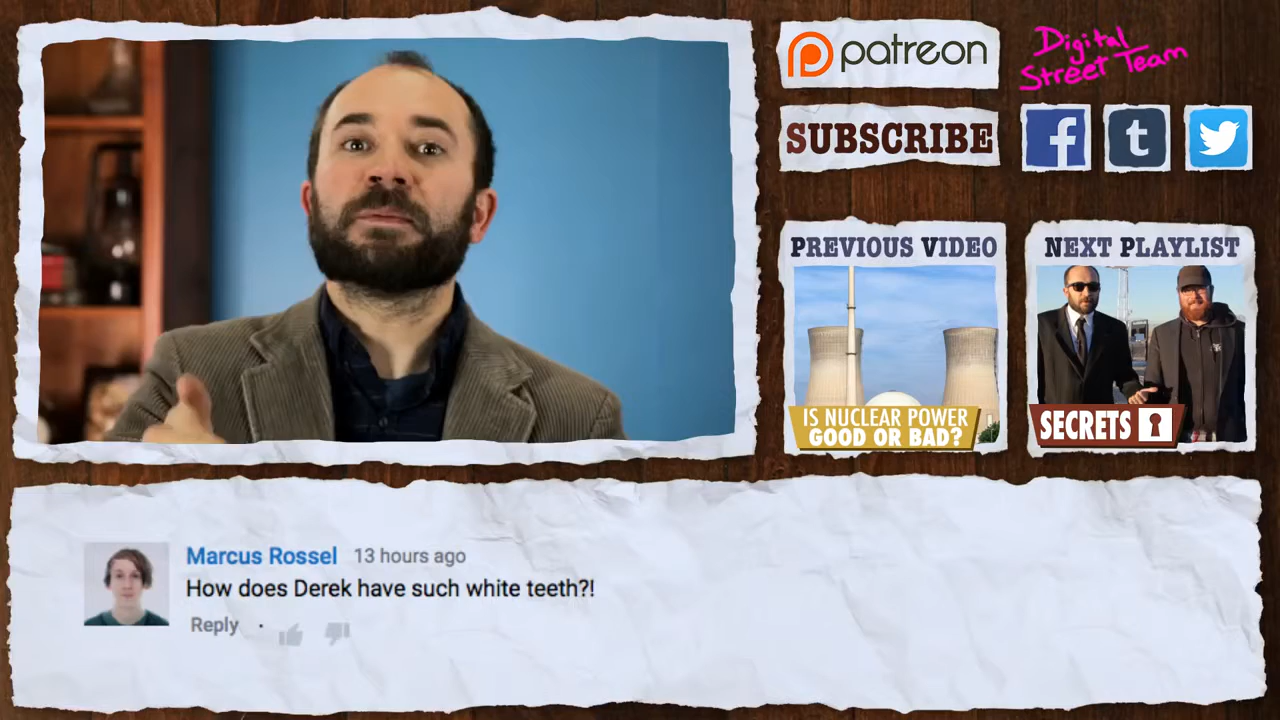 patreon
Digital
Street Team
SUBSCRIBE
f
t
PREVIOUS VIDEO
IS NUCLEAR POWER
GOOD OR BAD?
NEXT PLAYLIST
SECRETS
Marcus Rossel 13 hours ago
How does Derek have such white teeth?!
Reply ·